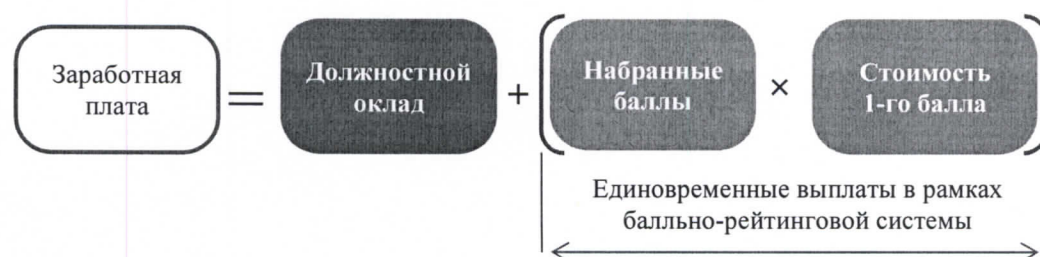 Заработная
плата
=
Должностной
оклад
+
(
Набранные
баллы
×
Стоимость
1-го балла
)
Единовременные выплаты в рамках
балльно-рейтинговой системы